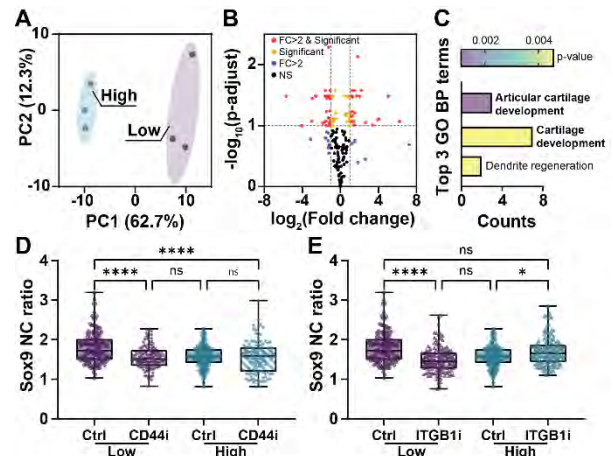 A
PC2 (12.3%)
10
0
-10
High
Low
-10
0
10
PC1 (62.7%)
B
FC>2 & Significant
Significant
FC>2
NS
-log10(p-adjust)
3
2
1
0
-8
-4
0
4
8
log2(Fold change)
C
0.002
0.004
p-value
Top 3 GO BP terms
Articular cartilage
development
Cartilage
development
Dendrite regeneration
0
4
8
Counts
D
Sox9 NC ratio
4
3
2
1
0
****
****
ns
ns
Ctrl
CD44i
Ctrl
CD44i
Low
High
E
Sox9 NC ratio
4
3
2
1
0
ns
****
ns
*
Ctrl
ITGB1i
Ctrl
ITGB1i
Low
High